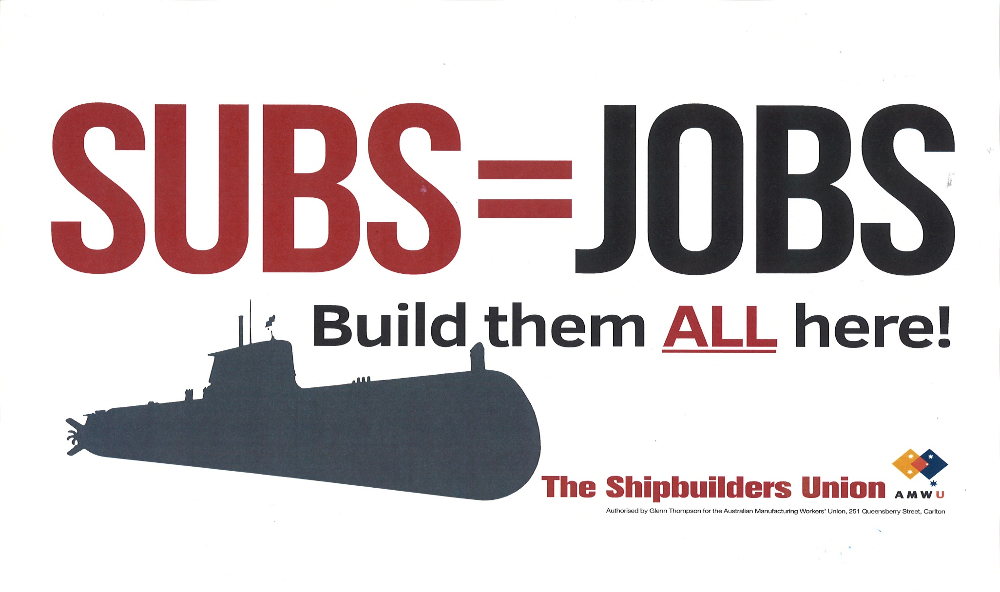 SUBS=JOBS
Build them ALL here!
The Shipbuilders Union
AMWU
Authorised by Glenn Thompson for the Australian Manufacturing Workers' Union, 251 Queensberry Street, Carlton